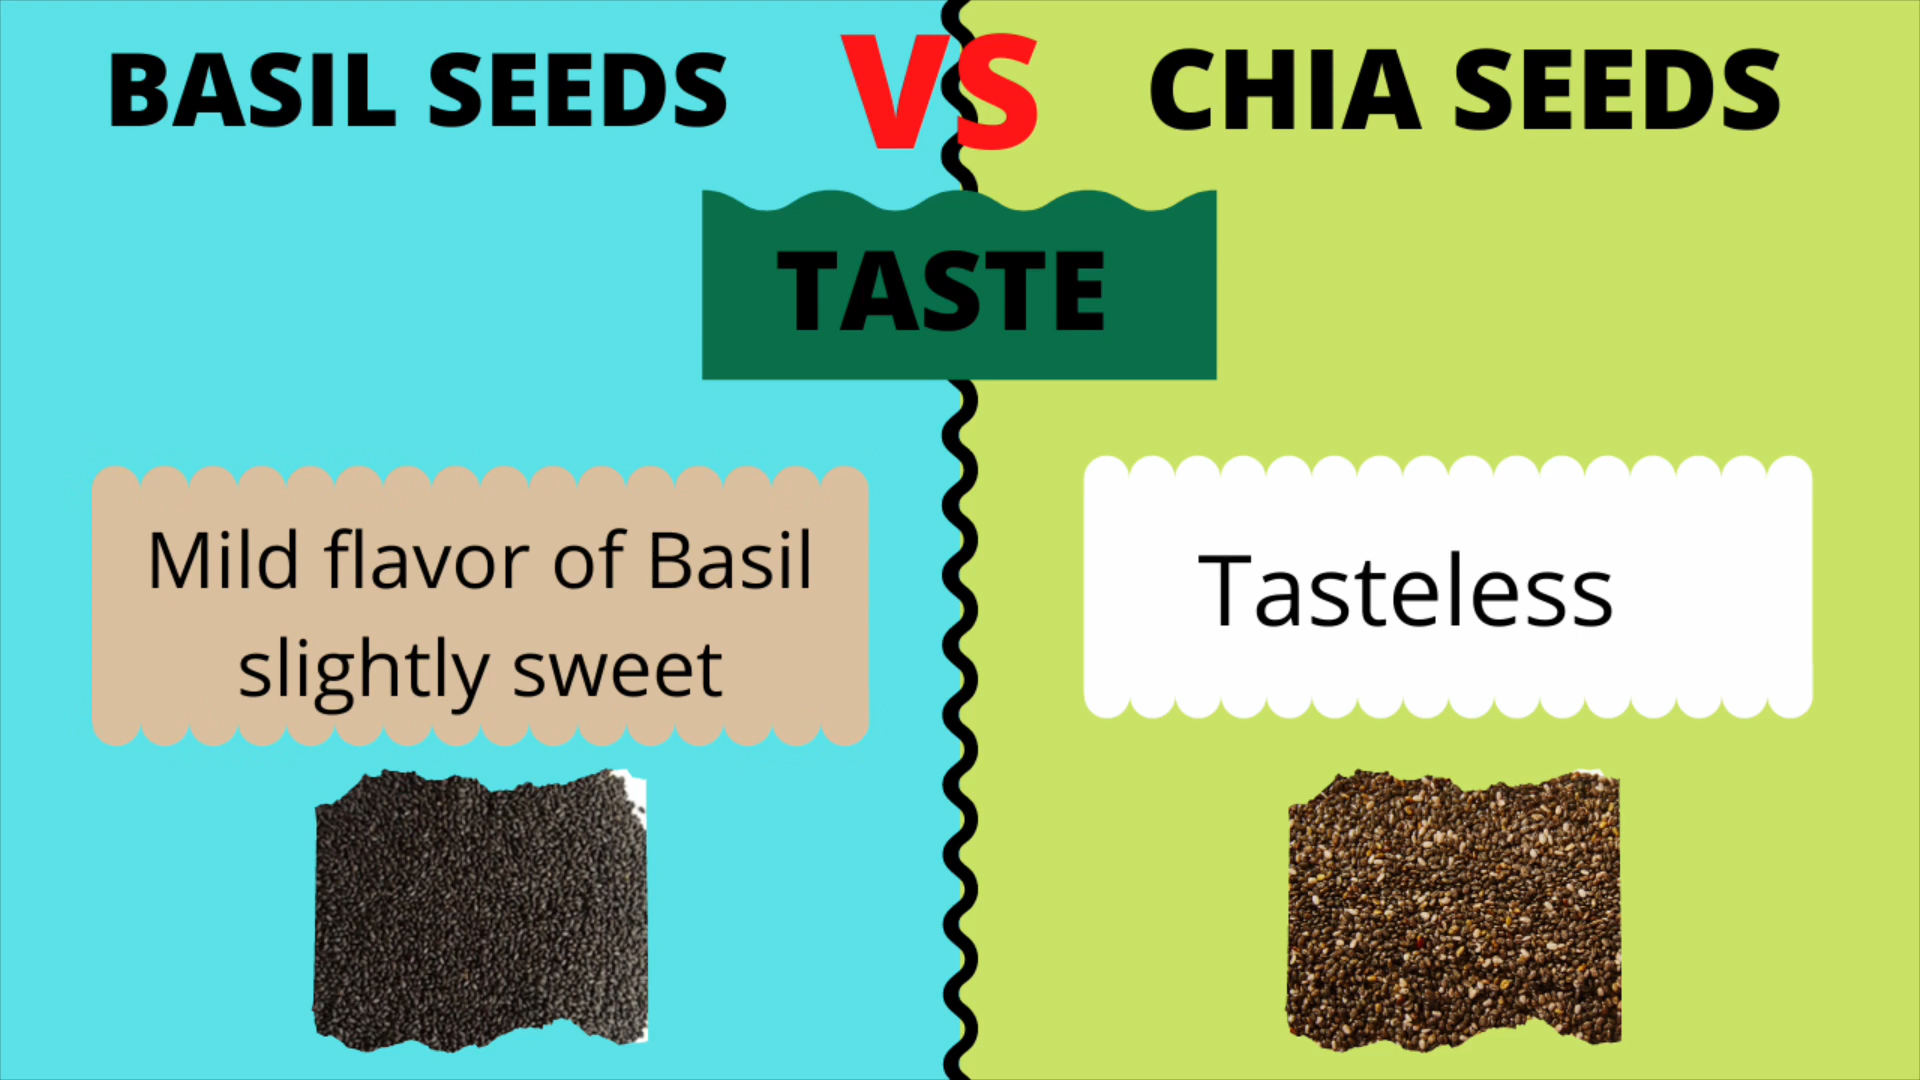 BASIL SEEDS
VS
CHIA SEEDS
TASTE
Mild flavor of Basil
slightly sweet
Tasteless